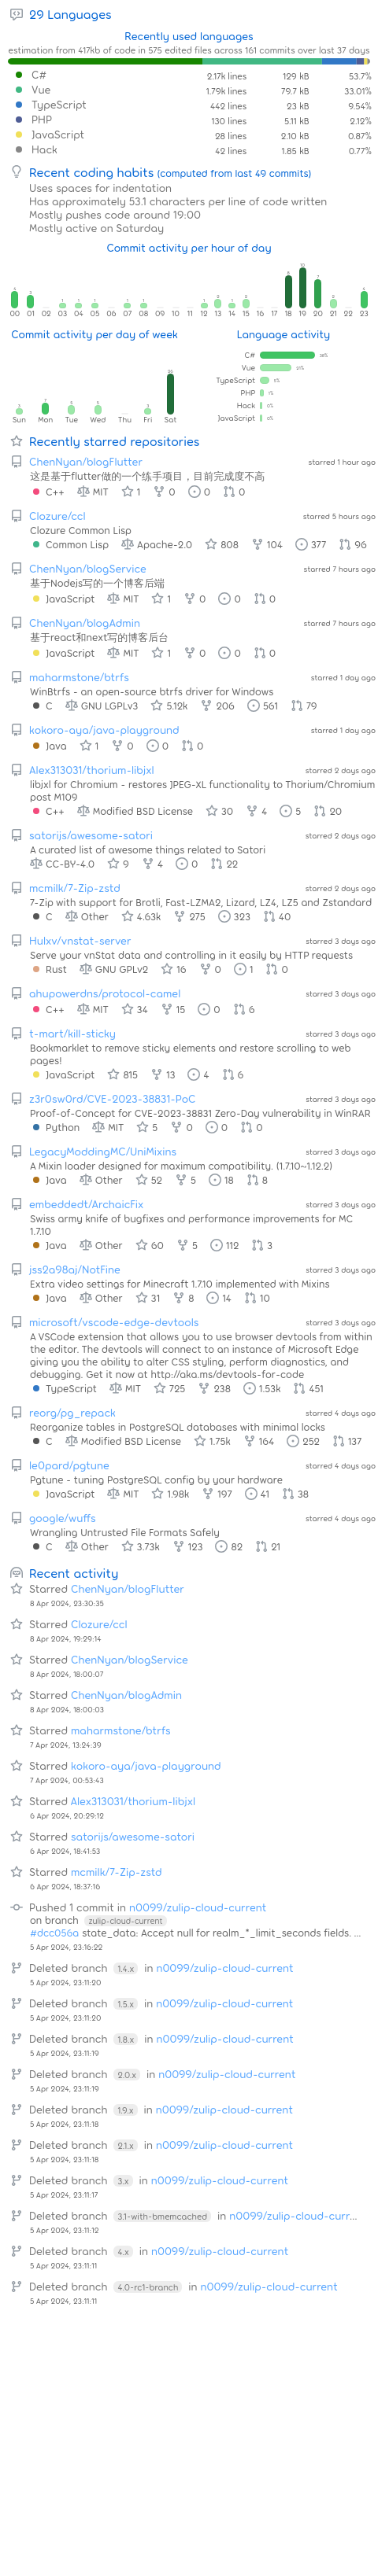 29 Languages
Recently used languages
estimation from 417kb of code in 575 edited files across 161 commits over last 37 days
C# 2.17k lines 129 kB 53.7%
Vue 1.79k lines 79.7 kB 33.01%
TypeScript 442 lines 23 kB 9.54%
PHP 130 lines 5.11 kB 2.12%
JavaScript 28 lines 2.10 kB 0.87%
Hack 42 lines 1.85 kB 0.77%
Recent coding habits (computed from last 49 commits)
Uses spaces for indentation
Has approximately 53.1 characters per line of code written
Mostly pushes code around 19:00
Mostly active on Saturday
Commit activity per hour of day
00 01 02 03 04 05 06 07 08 09 10 11 12 13 14 15 16 17 18 19 20 21 22 23
Commit activity per day of week
Language activity
C#
Vue
TypeScript
PHP
Hack
JavaScript
Sun Mon Tue Wed Thu Fri Sat
Recently starred repositories
ChenNyan/blogFlutter starred 1 hour ago
这是基于flutter做的一个练手项目，目前完成度不高
C++ MIT 1 0 0 0
Clozure/ccl starred 5 hours ago
Clozure Common Lisp
Common Lisp Apache-2.0 808 104 377 96
ChenNyan/blogService starred 7 hours ago
基于Nodejs写的一个博客后端
JavaScript MIT 1 0 0 0
ChenNyan/blogAdmin starred 7 hours ago
基于react和next写的博客后台
JavaScript MIT 1 0 0 0
maharmstone/btrfs starred 1 day ago
WinBtrfs - an open-source btrfs driver for Windows
C GNU LGPLv3 5.12k 206 561 79
kokoro-aya/java-playground starred 1 day ago
Java 1 0 0 0
Alex313031/thorium-libjxl starred 2 days ago
libjxl for Chromium - restores JPEG-XL functionality to Thorium/Chromium
post M109
C++ Modified BSD License 30 4 5 20
satorijs/awesome-satori starred 2 days ago
A curated list of awesome things related to Satori
CC-BY-4.0 9 4 0 22
mcmilk/7-Zip-zstd starred 2 days ago
7-Zip with support for Brotli, Fast-LZMA2, Lizard, LZ4, LZ5 and Zstandard
C Other 4.63k 275 323 40
Hulxv/vnstat-server starred 3 days ago
Serve your vnStat data and controlling in it easily by HTTP requests
Rust GNU GPLv2 16 0 1 0
ahupowerdns/protocol-camel starred 3 days ago
C++ MIT 34 15 0 6
t-mart/kill-sticky starred 3 days ago
Bookmarklet to remove sticky elements and restore scrolling to web
pages!
JavaScript 815 13 4 6
z3r0sw0rd/CVE-2023-38831-PoC starred 3 days ago
Proof-of-Concept for CVE-2023-38831 Zero-Day vulnerability in WinRAR
Python MIT 5 0 0 0
LegacyModdingMC/UniMixins starred 3 days ago
A Mixin loader designed for maximum compatibility. (1.7.10~1.12.2)
Java Other 52 5 18 8
embeddedt/ArchaicFix starred 3 days ago
Swiss army knife of bugfixes and performance improvements for MC
1.7.10
Java Other 60 5 112 3
jss2a98aj/NotFine starred 3 days ago
Extra video settings for Minecraft 1.7.10 implemented with Mixins
Java Other 31 8 14 10
microsoft/vscode-edge-devtools starred 3 days ago
A VSCode extension that allows you to use browser devtools from within
the editor. The devtools will connect to an instance of Microsoft Edge
giving you the ability to alter CSS styling, perform diagnostics, and
debugging. Get it now at http://aka.ms/devtools-for-code
TypeScript MIT 725 238 1.53k 451
reorg/pg_repack starred 4 days ago
Reorganize tables in PostgreSQL databases with minimal locks
C Modified BSD License 1.75k 164 252 137
le0pard/pgtune starred 4 days ago
Pgtune - tuning PostgreSQL config by your hardware
JavaScript MIT 1.98k 197 41 38
google/wuffs starred 4 days ago
Wrangling Untrusted File Formats Safely
C Other 3.73k 123 82 21
Recent activity
Starred ChenNyan/blogFlutter
8 Apr 2024, 23:30:35
Starred Clozure/ccl
8 Apr 2024, 19:29:14
Starred ChenNyan/blogService
8 Apr 2024, 18:00:07
Starred ChenNyan/blogAdmin
8 Apr 2024, 18:00:03
Starred maharmstone/btrfs
7 Apr 2024, 13:24:39
Starred kokoro-aya/java-playground
7 Apr 2024, 00:53:43
Starred Alex313031/thorium-libjxl
6 Apr 2024, 20:29:12
Starred satorijs/awesome-satori
6 Apr 2024, 18:41:53
Starred mcmilk/7-Zip-zstd
6 Apr 2024, 18:37:16
Pushed 1 commit in n0099/zulip-cloud-current
on branch zulip-cloud-current
#dcc056a state_data: Accept null for realm_*_limit_seconds fields. ...
5 Apr 2024, 23:16:22
Deleted branch 1.4.x in n0099/zulip-cloud-current
5 Apr 2024, 23:11:20
Deleted branch 1.5.x in n0099/zulip-cloud-current
5 Apr 2024, 23:11:20
Deleted branch 1.8.x in n0099/zulip-cloud-current
5 Apr 2024, 23:11:19
Deleted branch 2.0.x in n0099/zulip-cloud-current
5 Apr 2024, 23:11:19
Deleted branch 1.9.x in n0099/zulip-cloud-current
5 Apr 2024, 23:11:18
Deleted branch 2.1.x in n0099/zulip-cloud-current
5 Apr 2024, 23:11:18
Deleted branch 3.x in n0099/zulip-cloud-current
5 Apr 2024, 23:11:17
Deleted branch 3.1-with-bmemcached in n0099/zulip-cloud-curr...
5 Apr 2024, 23:11:12
Deleted branch 4.x in n0099/zulip-cloud-current
5 Apr 2024, 23:11:11
Deleted branch 4.0-rc1-branch in n0099/zulip-cloud-current
5 Apr 2024, 23:11:11